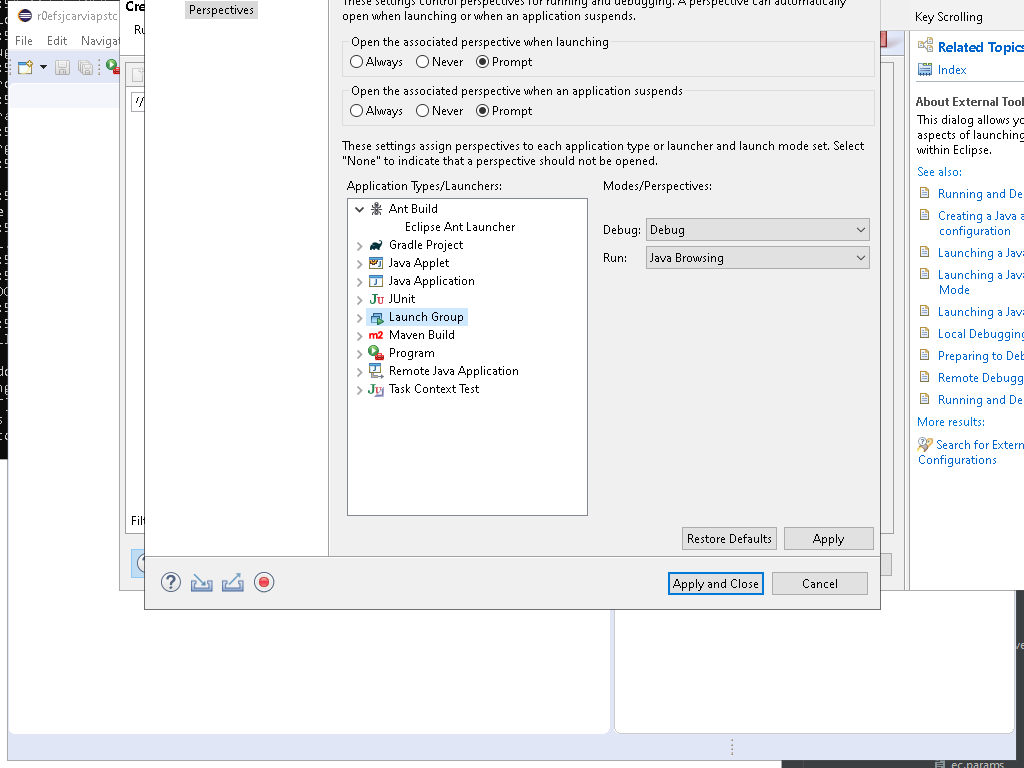 r0efsjcarviapstc
File Edit Naviga
Cre
Ru
//
Filt
Perspectives
These settings control perspectives for running and debugging. A perspective can automatically
open when launching or when an application suspends.
Open the associated perspective when launching
Always Never Prompt
Open the associated perspective when an application suspends
Always Never Prompt
These settings assign perspectives to each application type or launcher and launch mode set. Select
"None" to indicate that a perspective should not be opened.
Application Types/Launchers:
Modes/Perspectives:
Ant Build
Eclipse Ant Launcher
Gradle Project
Java Applet
Java Application
JUnit
Launch Group
Maven Build
Program
Remote Java Application
Task Context Test
Debug: Debug
Run: Java Browsing
Restore Defaults
Apply
Apply and Close
Cancel
Key Scrolling
Related Topics
Index
About External Tool
This dialog allows yo
aspects of launching
within Eclipse.
See also:
Running and De
Creating a Java a
configuration
Launching a Java
Launching a Java
Mode
Launching a Java
Local Debugging
Preparing to Deb
Remote Debugg
Running and De
More results:
Search for Extern
Configurations
ec.params